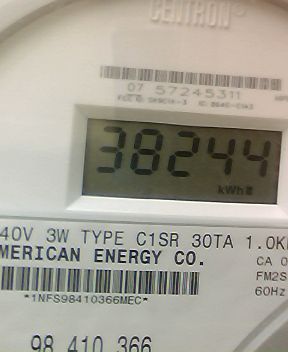 CENTRON®
07 57245311
38244
kWh
40V 3W TYPE C1SR 30TA 1.0K
MERICAN ENERGY CO.
CA 0
FM2S
*1NFS98410366MEC*
60Hz
98 410 366